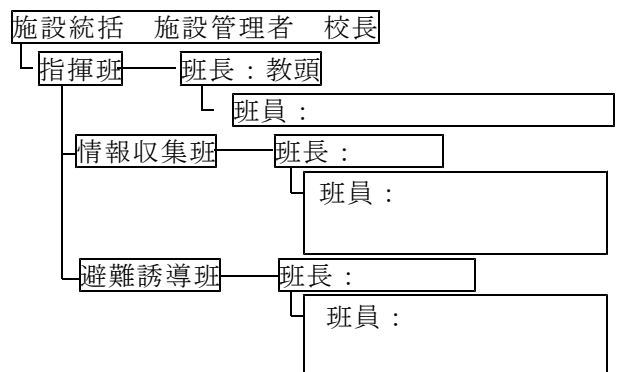 施設統括　施設管理者　校長
指揮班　班長：教頭
班員：
情報収集班　班長：
班員：
避難誘導班　班長：
班員：